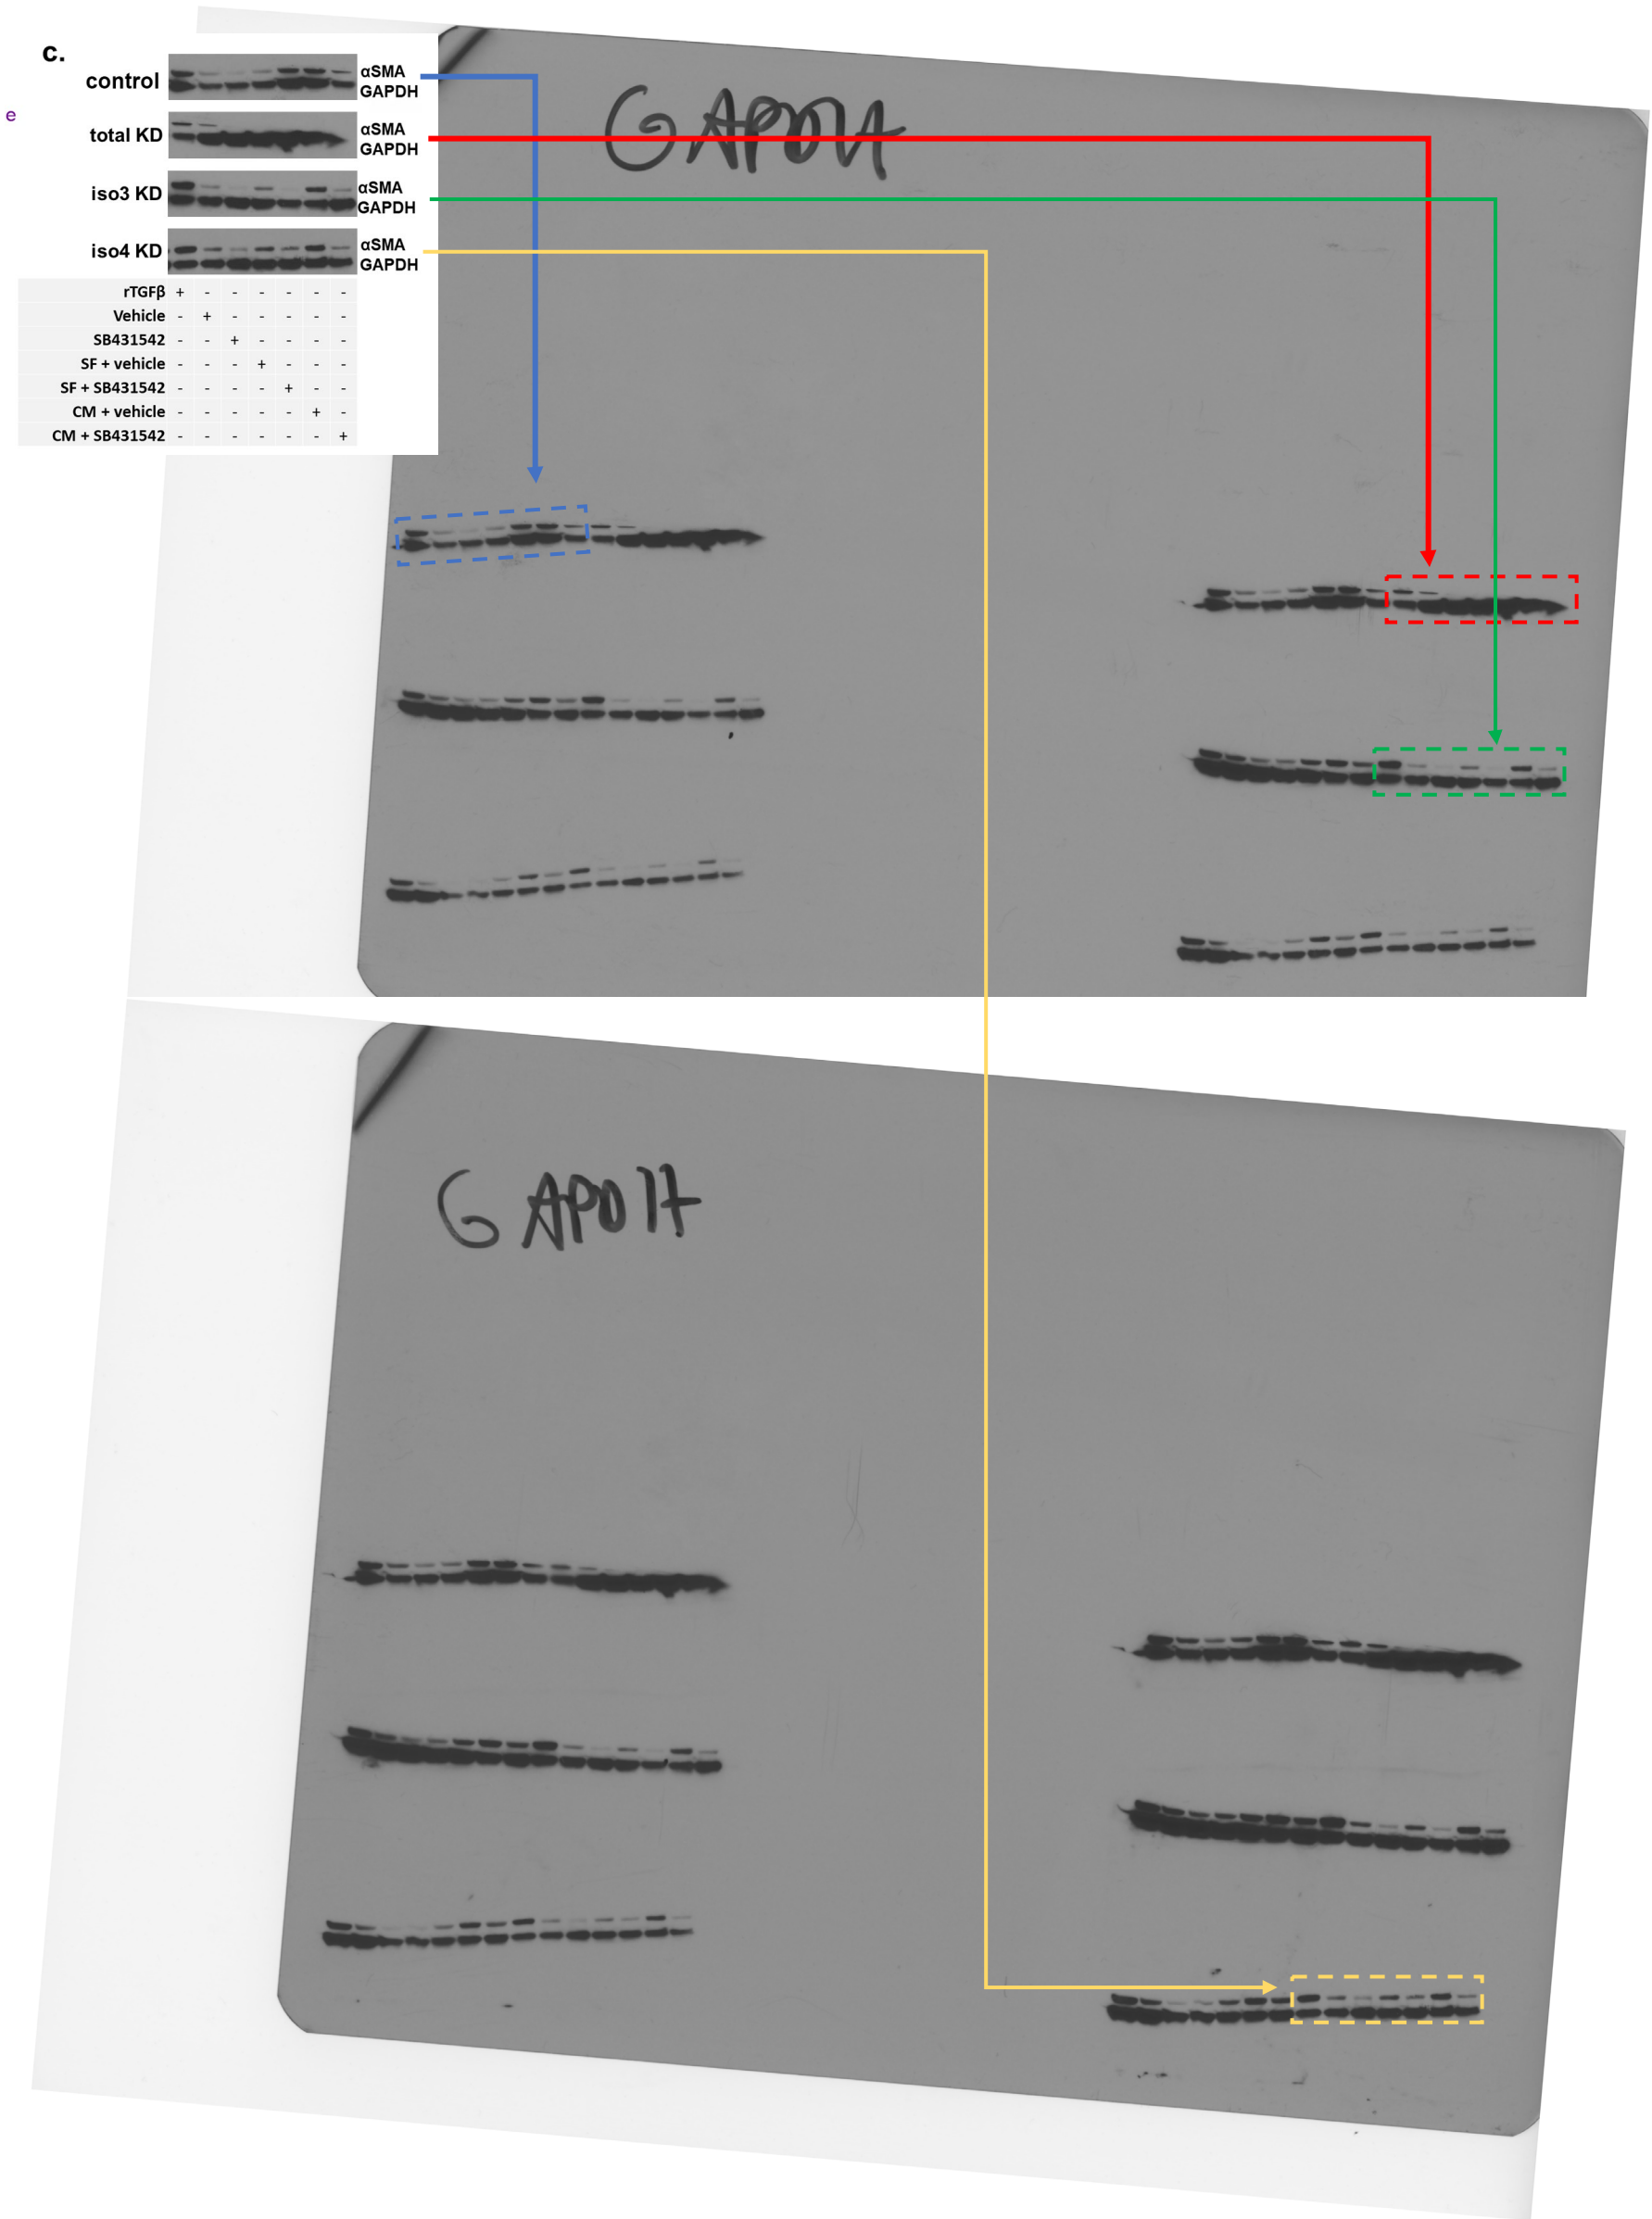 c.
control αSMA
GAPDH
e
total KD αSMA
GAPDH
iso3 KD αSMA
GAPDH
iso4 KD αSMA
GAPDH
rTGFβ + - - - - - -
Vehicle - + - - - - -
SB431542 - - + - - - -
SF + vehicle - - - + - - -
SF + SB431542 - - - - + - -
CM + vehicle - - - - - + -
CM + SB431542 - - - - - - +
GAPDH
GAPDH